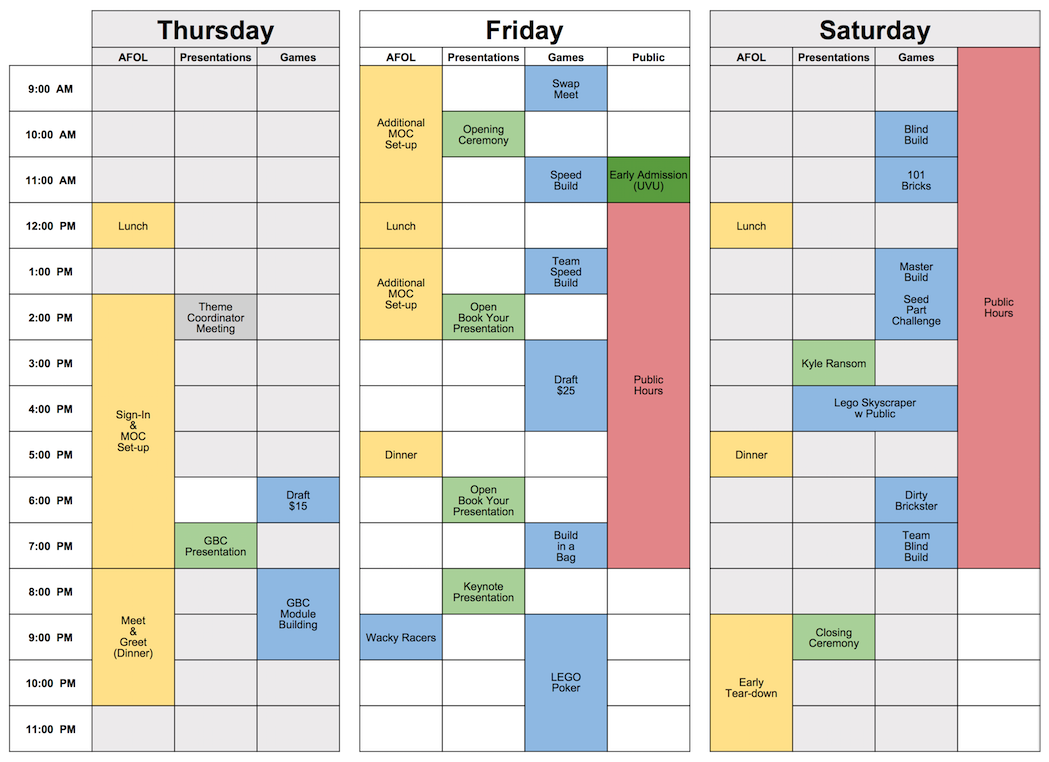 Thursday
Friday
Saturday
AFOL Presentations Games
AFOL Presentations Games Public
AFOL Presentations Games
9:00 AM
10:00 AM
11:00 AM
12:00 PM
1:00 PM
2:00 PM
3:00 PM
4:00 PM
5:00 PM
6:00 PM
7:00 PM
8:00 PM
9:00 PM
10:00 PM
11:00 PM
Lunch
Sign-In
&
MOC
Set-up
Meet
&
Greet
(Dinner)
Theme
Coordinator
Meeting
GBC
Presentation
Draft
$15
GBC
Module
Building
Additional
MOC
Set-up
Lunch
Additional
MOC
Set-up
Dinner
Wacky Racers
Opening
Ceremony
Open
Book Your
Presentation
Open
Book Your
Presentation
Keynote
Presentation
Swap
Meet
Speed
Build
Team
Speed
Build
Draft
$25
Build
in a
Bag
LEGO
Poker
Early Admission
(UVU)
Public
Hours
Lunch
Dinner
Early
Tear-down
Kyle Ransom
Lego Skyscraper
w Public
Closing
Ceremony
Blind
Build
101
Bricks
Master
Build
Seed
Part
Challenge
Dirty
Brickster
Team
Blind
Build
Public
Hours